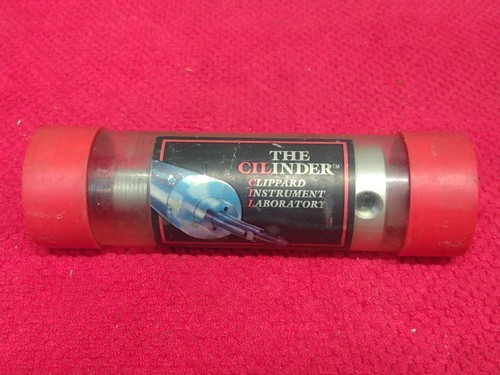 THE
CILINDER™
CLIPPARD
INSTRUMENT
LABORATORY